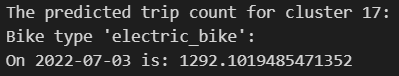 The predicted trip count for cluster 17:
Bike type 'electric_bike':
On 2022-07-03 is: 1292.1019485471352